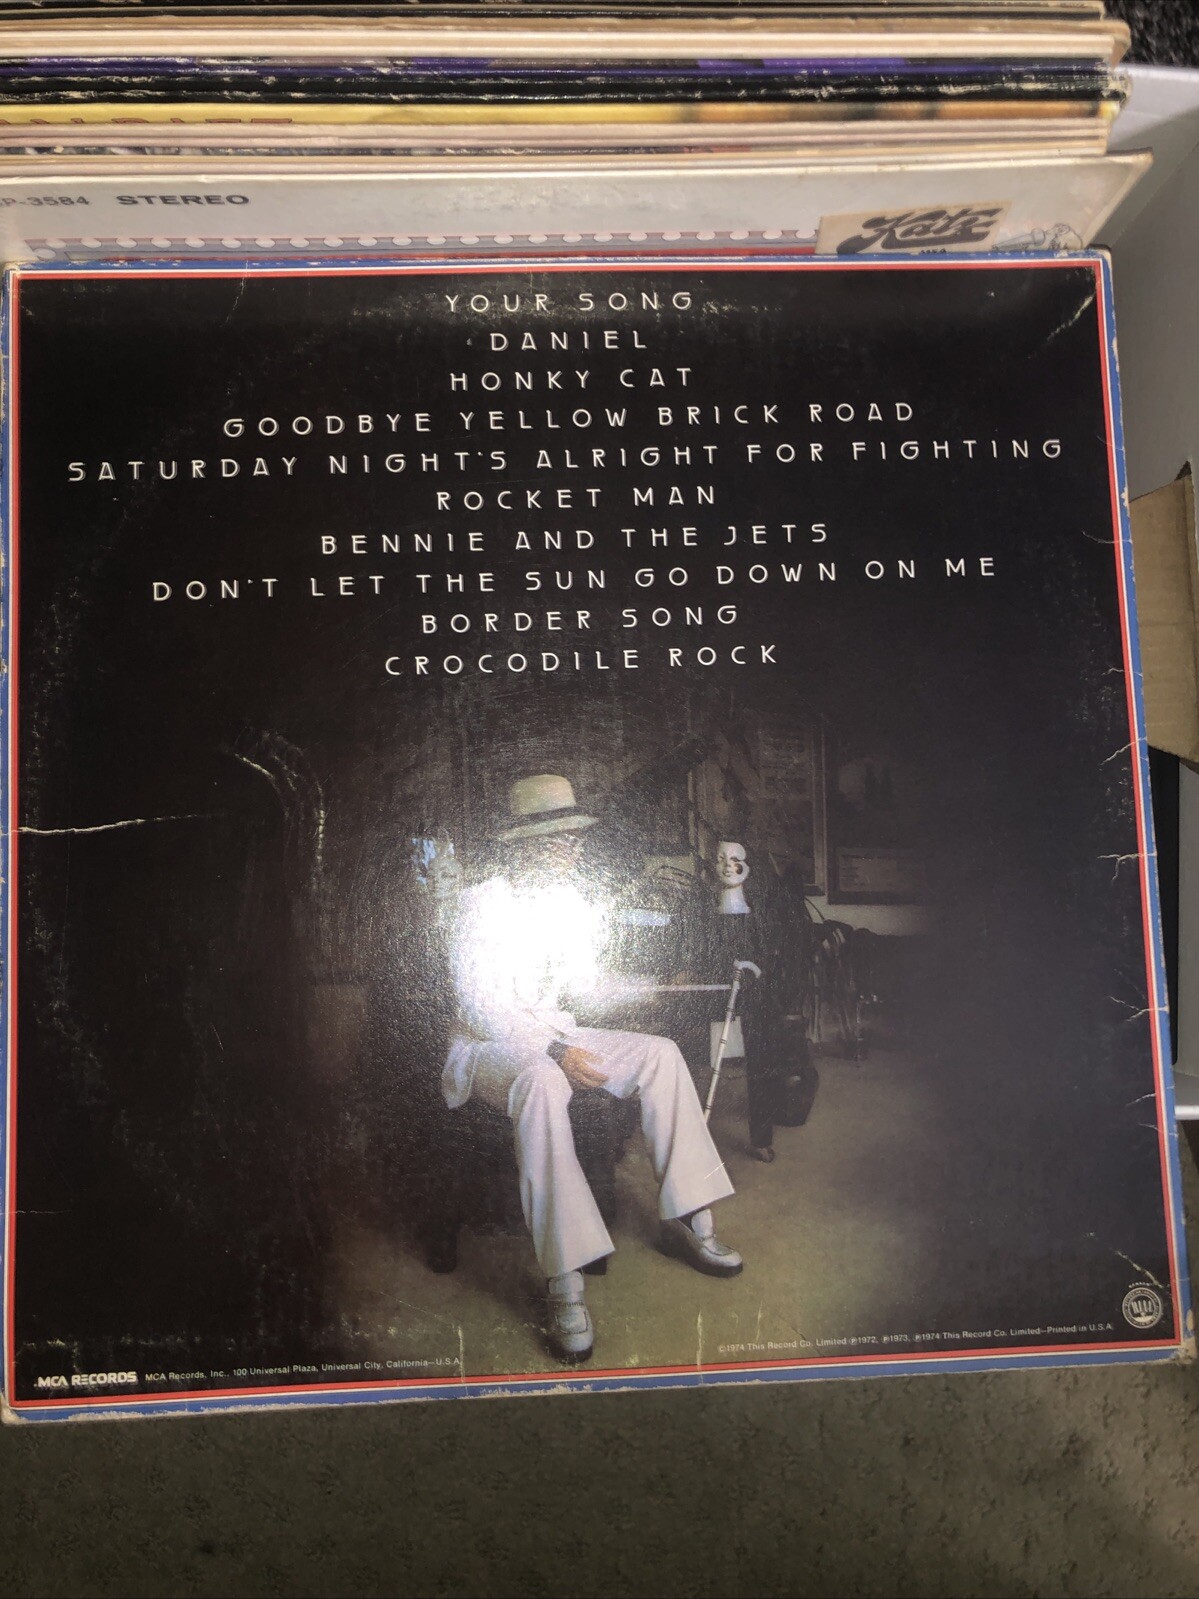 P-3584 STEREO
Katz
YOUR SONG
DANIEL
HONKY CAT
GOODBYE YELLOW BRICK ROAD
SATURDAY NIGHT'S ALRIGHT FOR FIGHTING
ROCKET MAN
BENNIE AND THE JETS
DON'T LET THE SUN GO DOWN ON ME
BORDER SONG
CROCODILE ROCK
©1974 This Record Co. Limited ℗1972, ℗1973, ℗1974 This Record Co. Limited—Printed in U.S.A.
MCA RECORDS MCA Records, Inc., 100 Universal Plaza, Universal City, California—U.S.A.